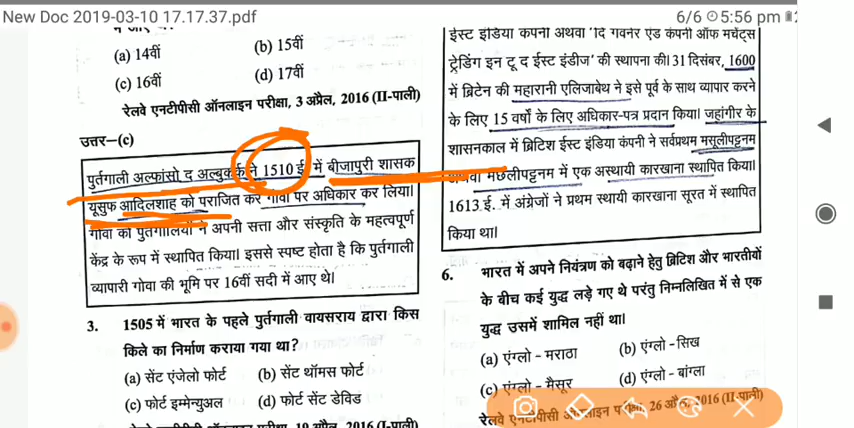 New Doc 2019-03-10 17.17.37.pdf
6/6
5:56 pm
(a) 14वीं
(b) 15वीं
(c) 16वीं
(d) 17वीं
रेलवे एनटीपीसी ऑनलाइन परीक्षा, 3 अप्रैल, 2016 (II-पाली)
उत्तर–(c)
पुर्तगाली अल्फांसो द अल्बुकर्क ने 1510 ई. में बीजापुरी शासक
यूसुफ आदिलशाह को पराजित कर गोवा पर अधिकार कर लिया।
गोवा को पुर्तगालियों ने अपनी सत्ता और संस्कृति के महत्वपूर्ण
केंद्र के रूप में स्थापित किया। इससे स्पष्ट होता है कि पुर्तगाली
व्यापारी गोवा की भूमि पर 16वीं सदी में आए थे।
3. 1505 में भारत के पहले पुर्तगाली वायसराय द्वारा किस
किले का निर्माण कराया गया था?
(a) सेंट एंजेलो फोर्ट
(b) सेंट थॉमस फोर्ट
(c) फोर्ट इम्मेन्युअल
(d) फोर्ट सेंट डेविड
ईस्ट इंडिया कंपनी अथवा 'दि गवर्नर एंड कंपनी ऑफ मर्चेंट्स
ट्रेडिंग इन टू द ईस्ट इंडीज' की स्थापना की। 31 दिसंबर, 1600
में ब्रिटेन की महारानी एलिजाबेथ ने इसे पूर्व के साथ व्यापार करने
के लिए 15 वर्षों के लिए अधिकार-पत्र प्रदान किया। जहांगीर के
शासनकाल में ब्रिटिश ईस्ट इंडिया कंपनी ने सर्वप्रथम मसूलीपट्टनम
मछलीपट्टनम में एक अस्थायी कारखाना स्थापित किया।
1613 ई. में अंग्रेजों ने प्रथम स्थायी कारखाना सूरत में स्थापित
किया था।
6. भारत में अपने नियंत्रण को बढ़ाने हेतु ब्रिटिश और भारतीयों
के बीच कई युद्ध लड़े गए थे परंतु निम्नलिखित में से एक
युद्ध उसमें शामिल नहीं था।
(a) एंग्लो - मराठा
(b) एंग्लो - सिख
(c) एंग्लो - मैसूर
(d) एंग्लो - बांग्ला
रेलवे एनटीपीसी ऑनलाइन 26 अप्रैल, 2016 (II-पाली)